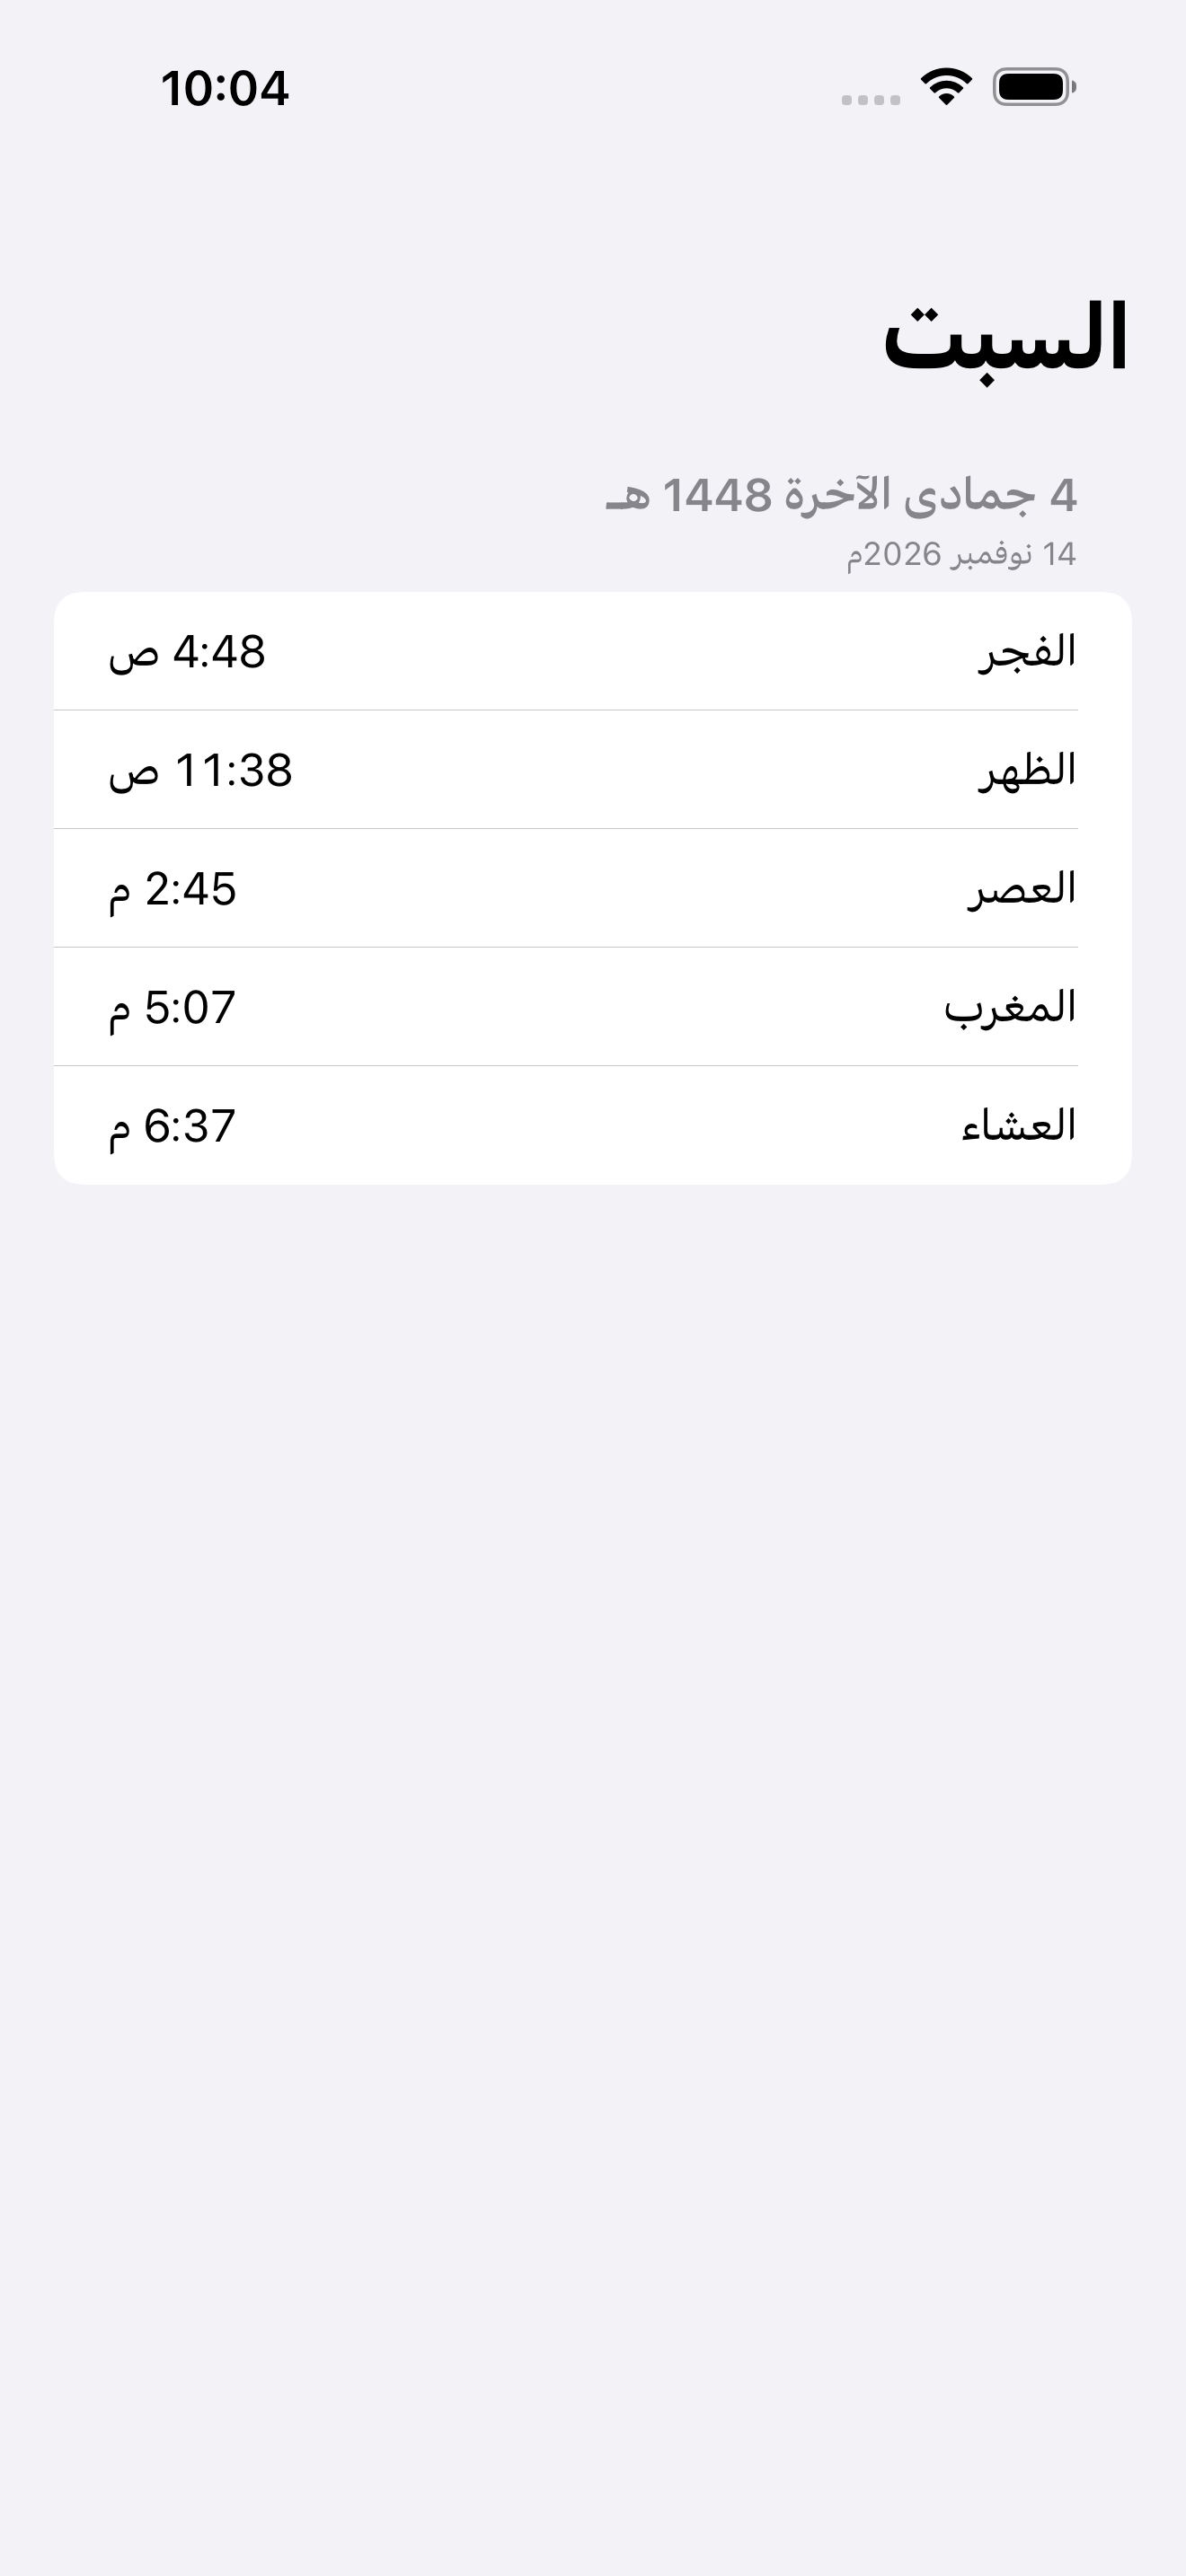 10:04
السبت
4 جمادى الآخرة 1448 هـ
14 نوفمبر 2026م
الفجر 4:48 ص
الظهر 11:38 ص
العصر 2:45 م
المغرب 5:07 م
العشاء 6:37 م